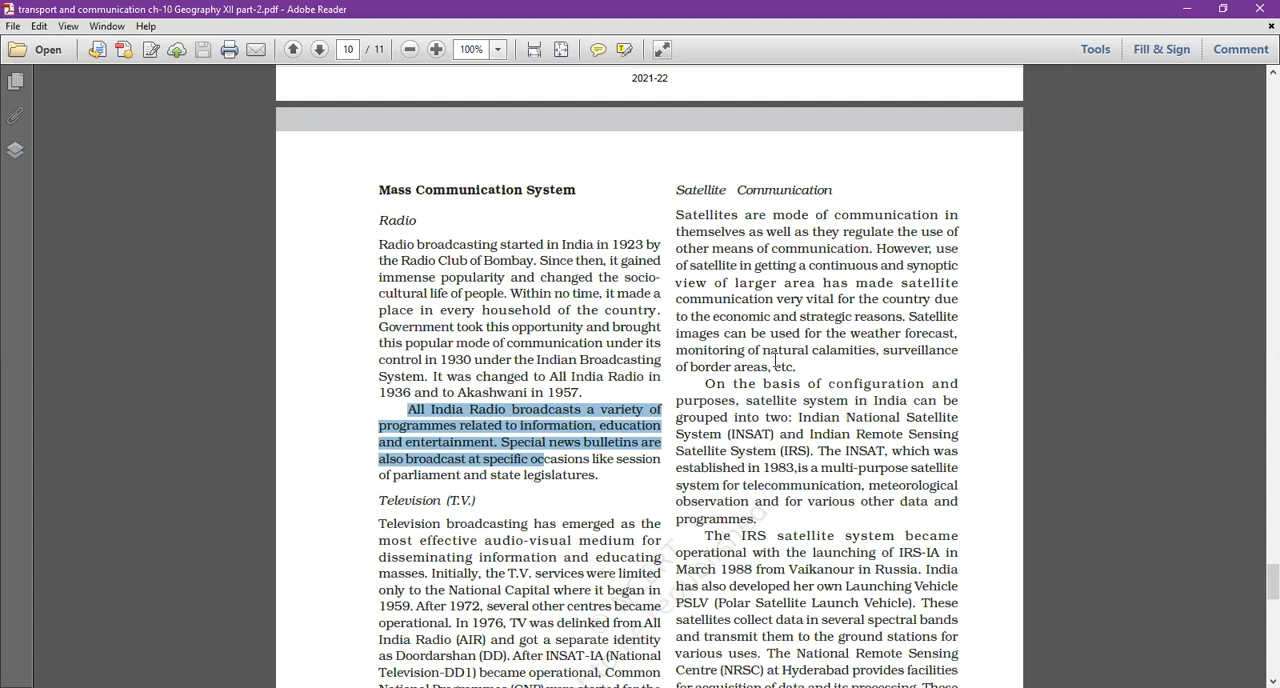 transport and communication ch-10 Geography XII part-2.pdf - Adobe Reader
File Edit View Window Help
Open 10 / 11 100% Tools Fill & Sign Comment
2021-22
Mass Communication System
Radio
Radio broadcasting started in India in 1923 by
the Radio Club of Bombay. Since then, it gained
immense popularity and changed the socio-
cultural life of people. Within no time, it made a
place in every household of the country.
Government took this opportunity and brought
this popular mode of communication under its
control in 1930 under the Indian Broadcasting
System. It was changed to All India Radio in
1936 and to Akashwani in 1957.
All India Radio broadcasts a variety of
programmes related to information, education
and entertainment. Special news bulletins are
also broadcast at specific occasions like session
of parliament and state legislatures.
Television (T.V.)
Television broadcasting has emerged as the
most effective audio-visual medium for
disseminating information and educating
masses. Initially, the T.V. services were limited
only to the National Capital where it began in
1959. After 1972, several other centres became
operational. In 1976, TV was delinked from All
India Radio (AIR) and got a separate identity
as Doordarshan (DD). After INSAT-IA (National
Television-DD1) became operational, Common
National Programmes (CNP) were started for the
Satellite Communication
Satellites are mode of communication in
themselves as well as they regulate the use of
other means of communication. However, use
of satellite in getting a continuous and synoptic
view of larger area has made satellite
communication very vital for the country due
to the economic and strategic reasons. Satellite
images can be used for the weather forecast,
monitoring of natural calamities, surveillance
of border areas, etc.
On the basis of configuration and
purposes, satellite system in India can be
grouped into two: Indian National Satellite
System (INSAT) and Indian Remote Sensing
Satellite System (IRS). The INSAT, which was
established in 1983,is a multi-purpose satellite
system for telecommunication, meteorological
observation and for various other data and
programmes.
The IRS satellite system became
operational with the launching of IRS-IA in
March 1988 from Vaikanour in Russia. India
has also developed her own Launching Vehicle
PSLV (Polar Satellite Launch Vehicle). These
satellites collect data in several spectral bands
and transmit them to the ground stations for
various uses. The National Remote Sensing
Centre (NRSC) at Hyderabad provides facilities
for acquisition of data and its processing. These